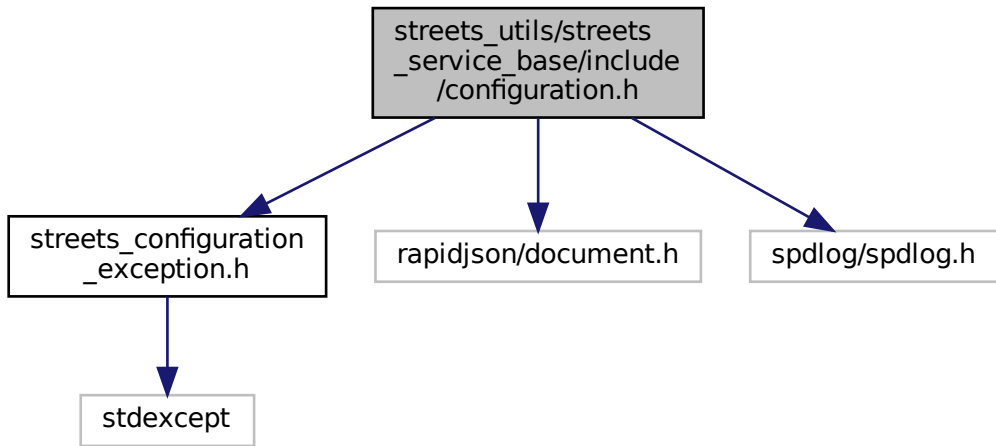 streets_utils/streets
_service_base/include
/configuration.h
streets_configuration
_exception.h
rapidjson/document.h
spdlog/spdlog.h
stdexcept